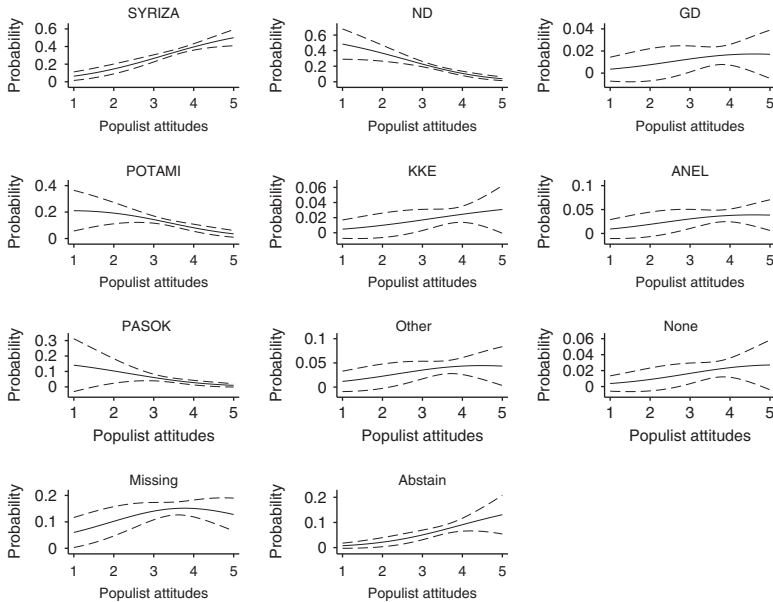 SYRIZA
Probability
0.6
0.4
0.2
0
1 2 3 4 5
Populist attitudes
ND
Probability
0.6
0.4
0.2
0
1 2 3 4 5
Populist attitudes
GD
Probability
0.04
0.02
0
1 2 3 4 5
Populist attitudes
POTAMI
Probability
0.4
0.2
0
1 2 3 4 5
Populist attitudes
KKE
Probability
0.06
0.04
0.02
0
1 2 3 4 5
Populist attitudes
ANEL
Probability
0.1
0.05
0
1 2 3 4 5
Populist attitudes
PASOK
Probability
0.3
0.2
0.1
0
1 2 3 4 5
Populist attitudes
Other
Probability
0.1
0.05
0
1 2 3 4 5
Populist attitudes
None
Probability
0.06
0.04
0.02
0
1 2 3 4 5
Populist attitudes
Missing
Probability
0.2
0.1
0
1 2 3 4 5
Populist attitudes
Abstain
Probability
0.2
0.1
0
1 2 3 4 5
Populist attitudes